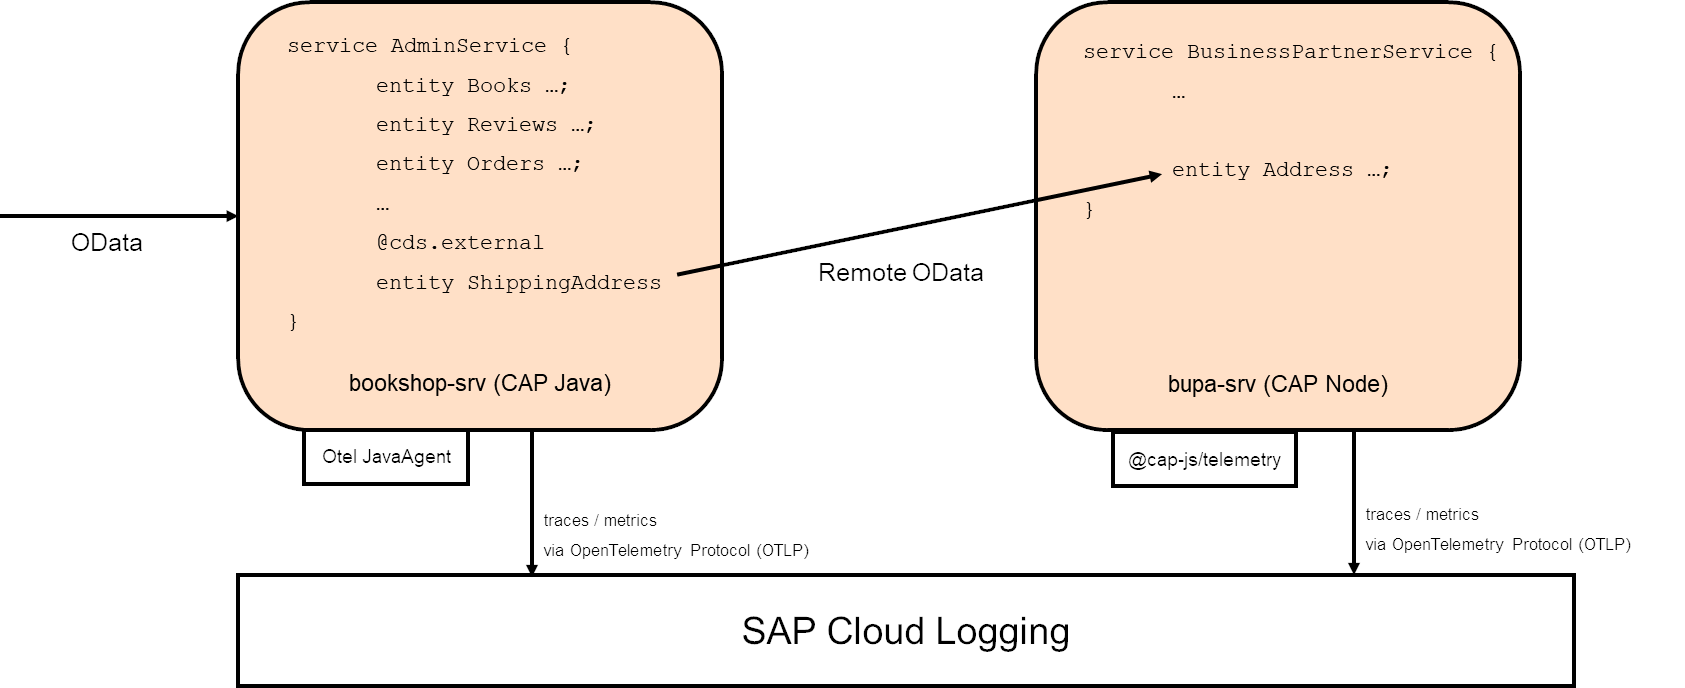 service AdminService {
entity Books …;
entity Reviews …;
entity Orders …;
…
@cds.external
entity ShippingAddress
}
bookshop-srv (CAP Java)
OData
Remote OData
service BusinessPartnerService {
…
entity Address …;
}
bupa-srv (CAP Node)
Otel JavaAgent
traces / metrics
via OpenTelemetry Protocol (OTLP)
@cap-js/telemetry
traces / metrics
via OpenTelemetry Protocol (OTLP)
SAP Cloud Logging